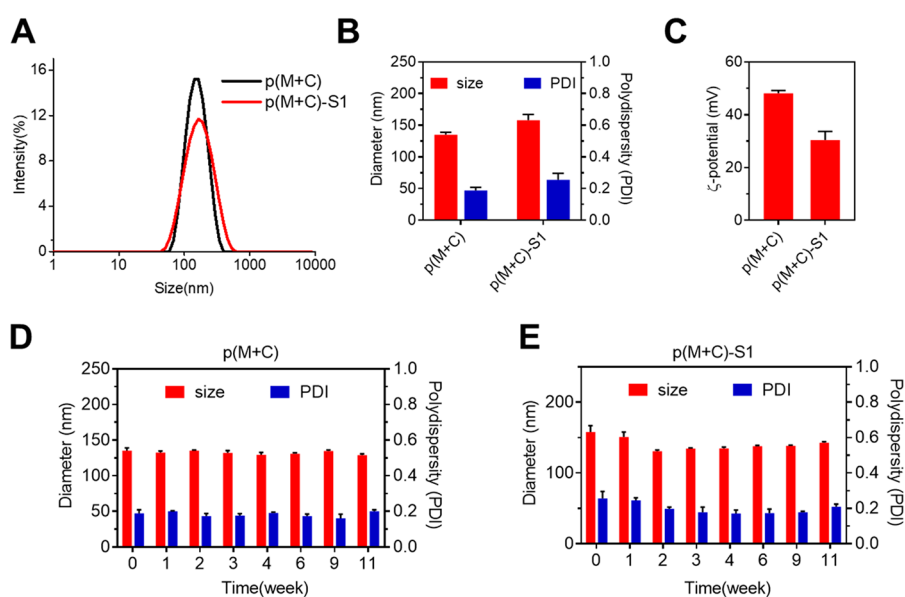 A
Intensity(%)
16
12
8
4
0
p(M+C)
p(M+C)-S1
1
10
100
1000
10000
Size(nm)
B
Diameter (nm)
250
200
150
100
50
0
size
PDI
1.0
0.8
0.6
0.4
0.2
0.0
Polydispersity (PDI)
p(M+C)
p(M+C)-S1
C
ζ-potential (mV)
60
40
20
0
p(M+C)
p(M+C)-S1
D
p(M+C)
Diameter (nm)
250
200
150
100
50
0
size
PDI
1.0
0.8
0.6
0.4
0.2
0.0
Polydispersity (PDI)
0 1 2 3 4 6 9 11
Time(week)
E
p(M+C)-S1
Diameter (nm)
200
100
0
size
PDI
1.0
0.8
0.6
0.4
0.2
0.0
Polydispersity (PDI)
0 1 2 3 4 6 9 11
Time(week)